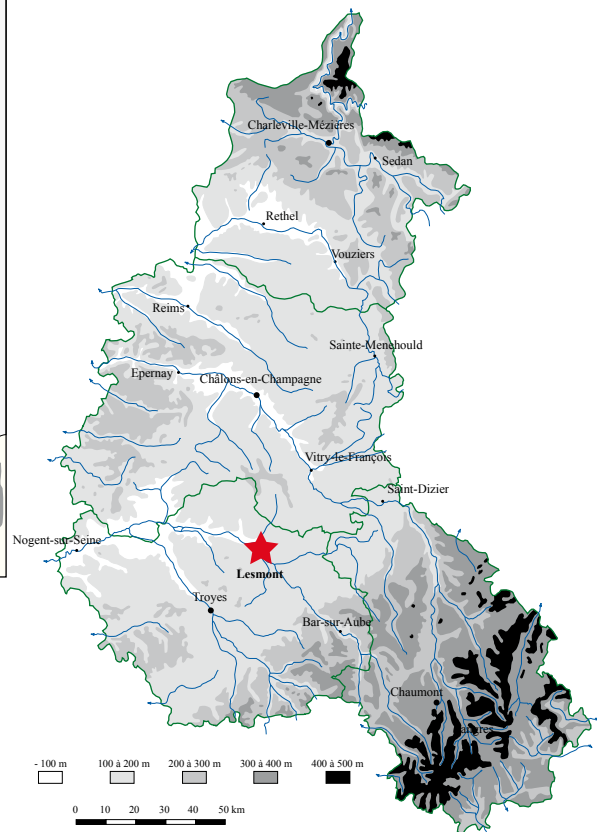 Charleville-Mézières
Sedan
Rethel
Vouziers
Reims
Sainte-Menehould
Epernay
Châlons-en-Champagne
Vitry-le-François
Saint-Dizier
Nogent-sur-Seine
Lesmont
Troyes
Bar-sur-Aube
Chaumont
Langres
- 100 m 100 à 200 m 200 à 300 m 300 à 400 m 400 à 500 m
0 10 20 30 40 50 km